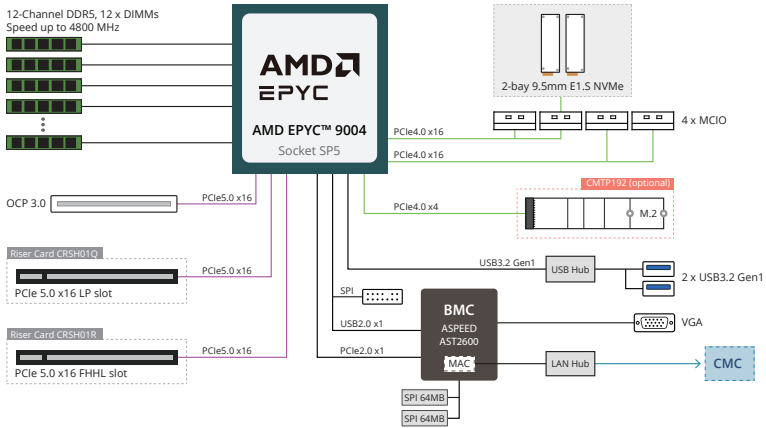 12-Channel DDR5, 12 x DIMMs
Speed up to 4800 MHz
AMD
EPYC
AMD EPYC™ 9004
Socket SP5
2-bay 9.5mm E1.S NVMe
4 x MCIO
PCIe4.0 x16
PCIe4.0 x16
CMTP192 (optional)
PCIe4.0 x4
M.2
OCP 3.0
PCIe5.0 x16
Riser Card CRSH01Q
PCIe5.0 x16
PCIe 5.0 x16 LP slot
Riser Card CRSH01R
PCIe5.0 x16
PCIe 5.0 x16 FHHL slot
USB3.2 Gen1
USB Hub
2 x USB3.2 Gen1
SPI
USB2.0 x1
PCIe2.0 x1
BMC
ASPEED
AST2600
MAC
VGA
LAN Hub
CMC
SPI 64MB
SPI 64MB